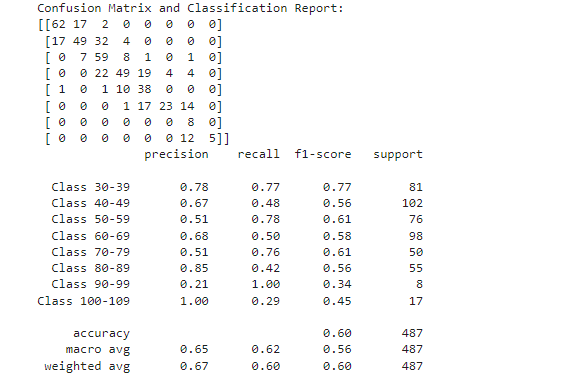 Confusion Matrix and Classification Report:
[[62 17  2  0  0  0  0  0]
 [17 49 32  4  0  0  0  0]
 [ 0  7 59  8  1  0  1  0]
 [ 0  0 22 49 19  4  4  0]
 [ 1  0  1 10 38  0  0  0]
 [ 0  0  0  1 17 23 14  0]
 [ 0  0  0  0  0  0  8  0]
 [ 0  0  0  0  0  0 12  5]]
              precision    recall  f1-score   support

 Class 30-39       0.78      0.77      0.77        81
 Class 40-49       0.67      0.48      0.56       102
 Class 50-59       0.51      0.78      0.61        76
 Class 60-69       0.68      0.50      0.58        98
 Class 70-79       0.51      0.76      0.61        50
 Class 80-89       0.85      0.42      0.56        55
 Class 90-99       0.21      1.00      0.34         8
Class 100-109       1.00      0.29      0.45        17

    accuracy                           0.60       487
   macro avg       0.65      0.62      0.56       487
weighted avg       0.67      0.60      0.60       487